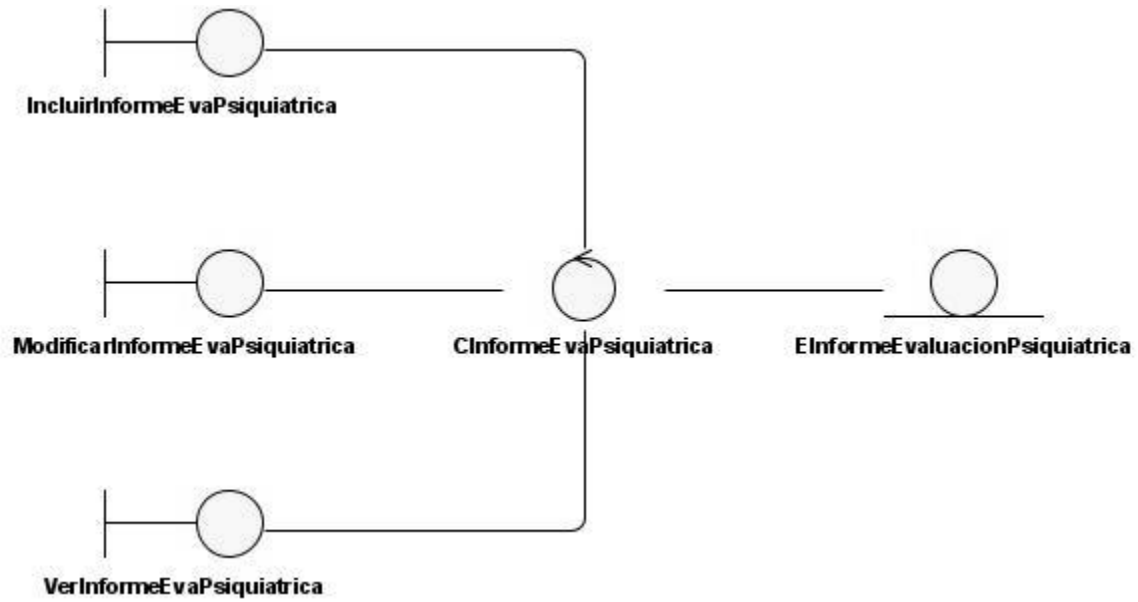 IncluirInformeEvaPsiquiatrica
ModificarInformeEvaPsiquiatrica
CInformeEvaPsiquiatrica
EInformeEvaluacionPsiquiatrica
VerInformeEvaPsiquiatrica